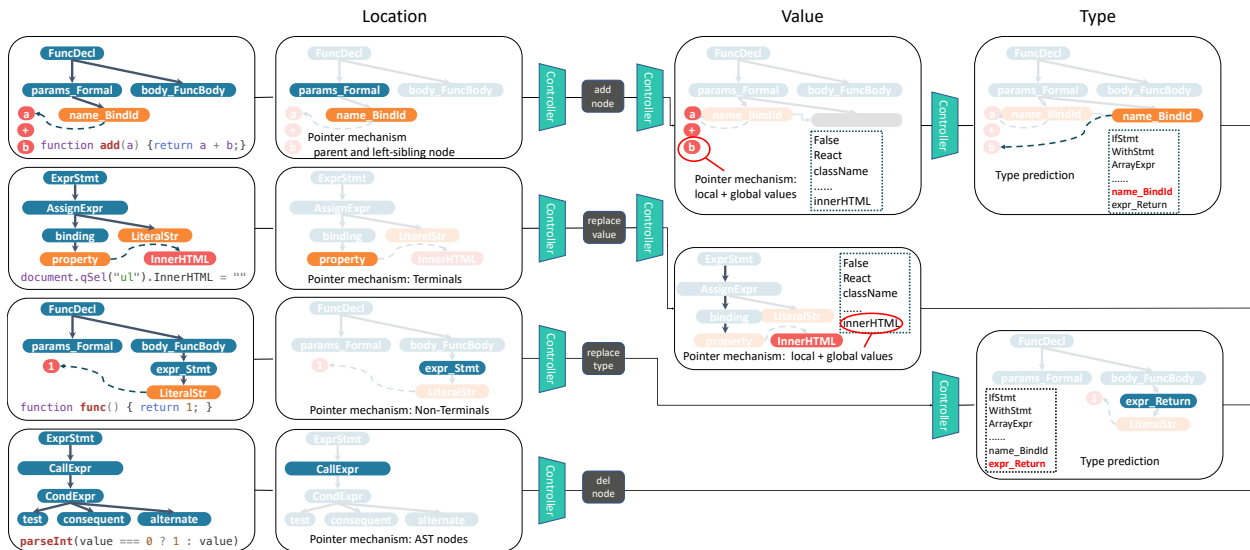 Location
Value
Type
FuncDecl
params_Formal
body_FuncBody
name_BindId
a
+
b
function add(a) {return a + b;}
FuncDecl
params_Formal
body_FuncBody
name_BindId
a
+
b
Pointer mechanism
parent and left-sibling node
Controller
add
node
Controller
FuncDecl
params_Formal
body_FuncBody
name_BindId
a
+
b
Pointer mechanism:
local + global values
False
React
className
......
innerHTML
Controller
FuncDecl
params_Formal
body_FuncBody
name_BindId
name_BindId
a
+
b
Type prediction
IfStmt
WithStmt
ArrayExpr
......
name_BindId
expr_Return
ExprStmt
AssignExpr
binding
LiteralStr
property
InnerHTML
document.qSel("ul").InnerHTML = ""
ExprStmt
AssignExpr
binding
LiteralStr
property
InnerHTML
Pointer mechanism: Terminals
Controller
replace
value
Controller
ExprStmt
AssignExpr
binding
LiteralStr
property
InnerHTML
False
React
className
......
innerHTML
Pointer mechanism: local + global values
FuncDecl
params_Formal
body_FuncBody
1
expr_Stmt
LiteralStr
function func() { return 1; }
FuncDecl
params_Formal
body_FuncBody
1
expr_Stmt
LiteralStr
Pointer mechanism: Non-Terminals
Controller
replace
type
Controller
FuncDecl
params_Formal
body_FuncBody
1
expr_Return
LiteralStr
IfStmt
WithStmt
ArrayExpr
......
name_BindId
expr_Return
Type prediction
ExprStmt
CallExpr
CondExpr
test
consequent
alternate
parseInt(value === 0 ? 1 : value)
ExprStmt
CallExpr
CondExpr
test
consequent
alternate
Pointer mechanism: AST nodes
Controller
del
node